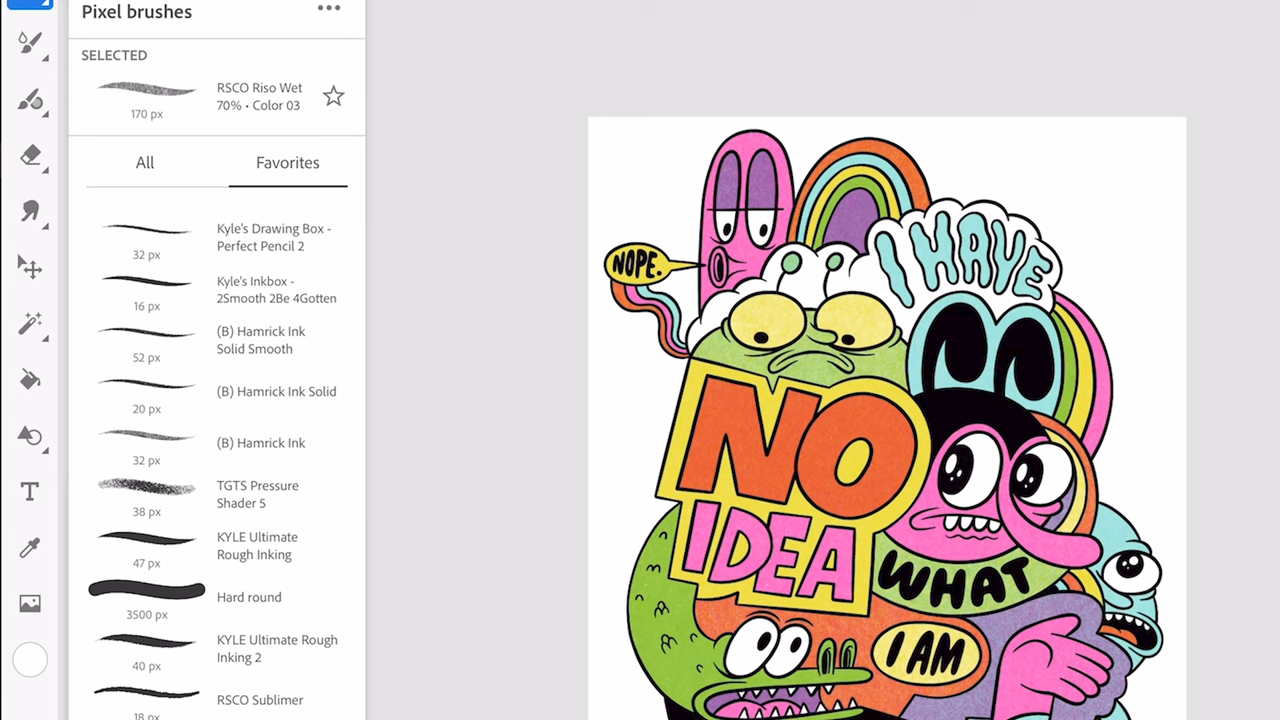 Pixel brushes
SELECTED
RSCO Riso Wet
70% • Color 03
170 px
All
Favorites
Kyle's Drawing Box -
Perfect Pencil 2
32 px
Kyle's Inkbox -
2Smooth 2Be 4Gotten
16 px
(B) Hamrick Ink
Solid Smooth
52 px
(B) Hamrick Ink Solid
20 px
(B) Hamrick Ink
32 px
TGTS Pressure
Shader 5
38 px
KYLE Ultimate
Rough Inking
47 px
Hard round
3500 px
KYLE Ultimate Rough
Inking 2
40 px
RSCO Sublimer
18 px
T
NOPE.
I HAVE
NO
IDEA
WHAT
I AM